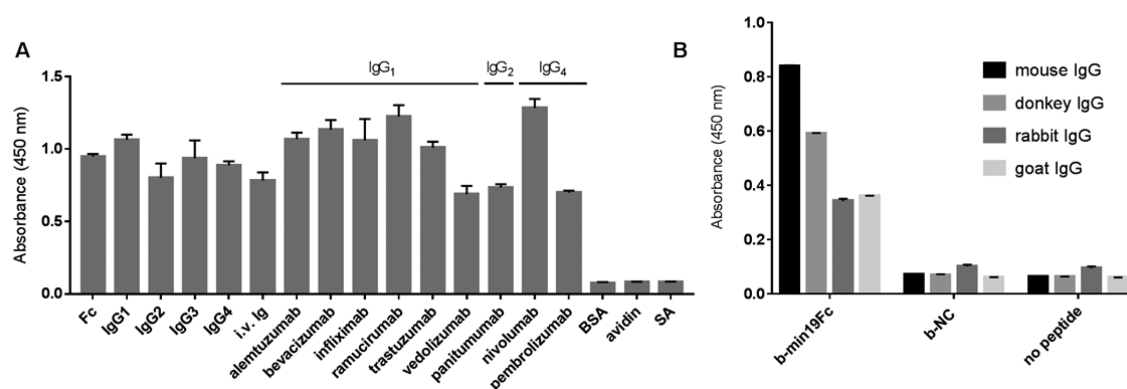 A
IgG1
IgG2
IgG4
Absorbance (450 nm)
1.5
1.0
0.5
0.0
Fc
IgG1
IgG2
IgG3
IgG4
i.v. Ig
alemtuzumab
bevacizumab
infliximab
ramucirumab
trastuzumab
vedolizumab
panitumumab
nivolumab
pembrolizumab
BSA
avidin
SA
B
Absorbance (450 nm)
1.0
0.8
0.6
0.4
0.2
0.0
mouse IgG
donkey IgG
rabbit IgG
goat IgG
b-min19Fc
b-NC
no peptide